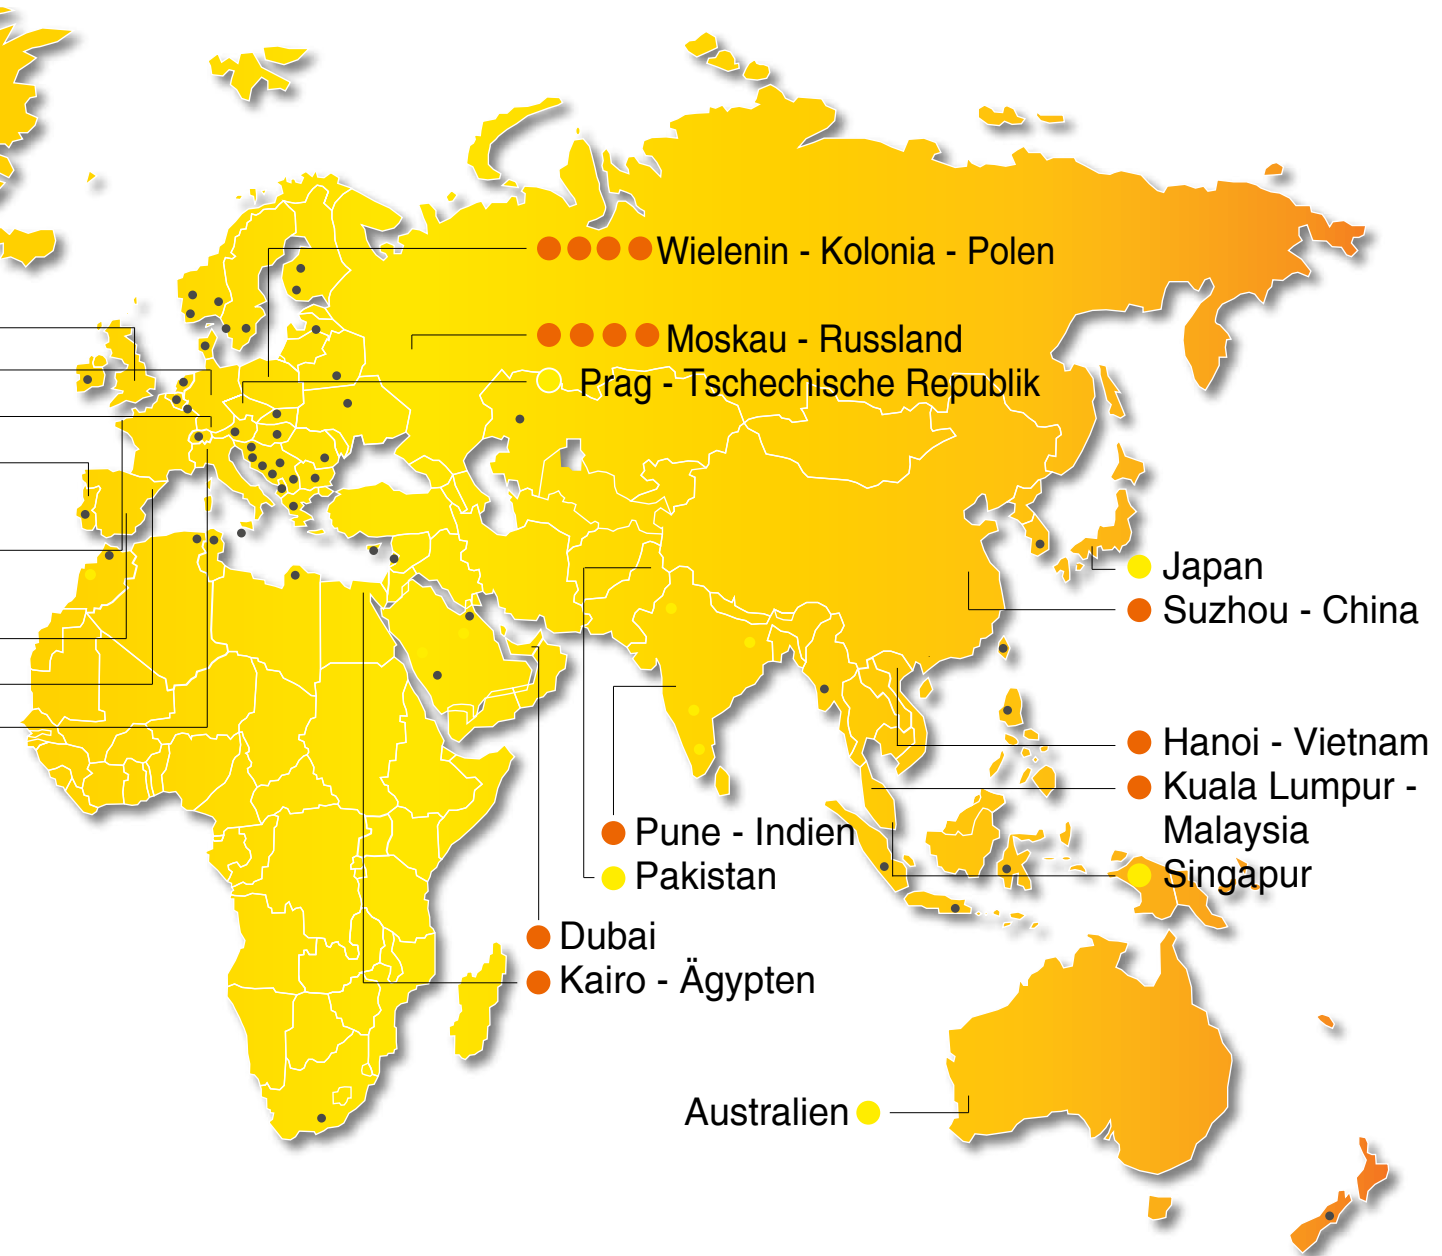 Wielenin - Kolonia - Polen
Moskau - Russland
Prag - Tschechische Republik
Japan
Suzhou - China
Hanoi - Vietnam
Kuala Lumpur -
Malaysia
Singapur
Pune - Indien
Pakistan
Dubai
Kairo - Ägypten
Australien